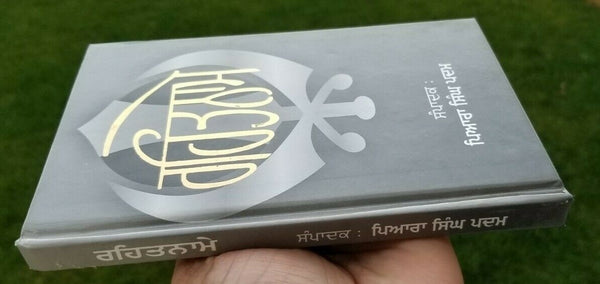 ਰਹਿਤਨਾਮੇ
ਸੰਪਾਦਕ :
ਪਿਆਰਾ ਸਿੰਘ ਪਦਮ
ਰਹਿਤਨਾਮੇ ਸੰਪਾਦਕ : ਪਿਆਰਾ ਸਿੰਘ ਪਦਮ